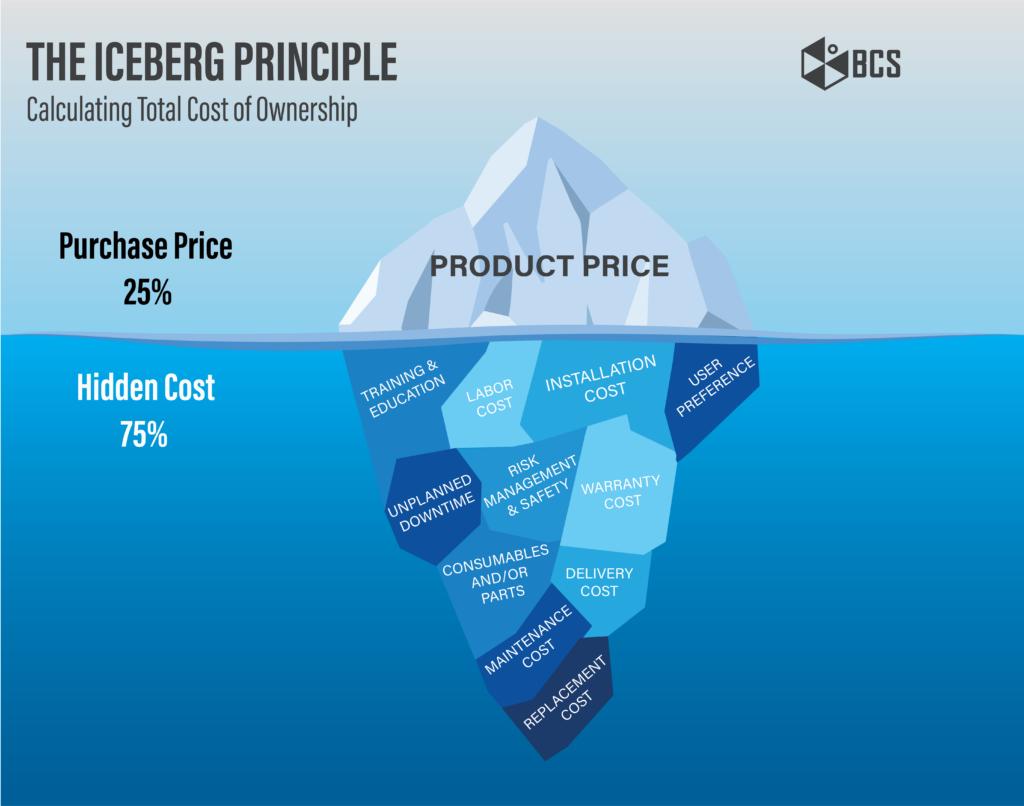 THE ICEBERG PRINCIPLE
Calculating Total Cost of Ownership
BCS
Purchase Price
25%
PRODUCT PRICE
Hidden Cost
75%
TRAINING &
EDUCATION
LABOR
COST
INSTALLATION
COST
USER
PREFERENCE
UNPLANNED
DOWNTIME
RISK
MANAGEMENT
& SAFETY
WARRANTY
COST
CONSUMABLES
AND/OR
PARTS
DELIVERY
COST
MAINTENANCE
COST
REPLACEMENT
COST